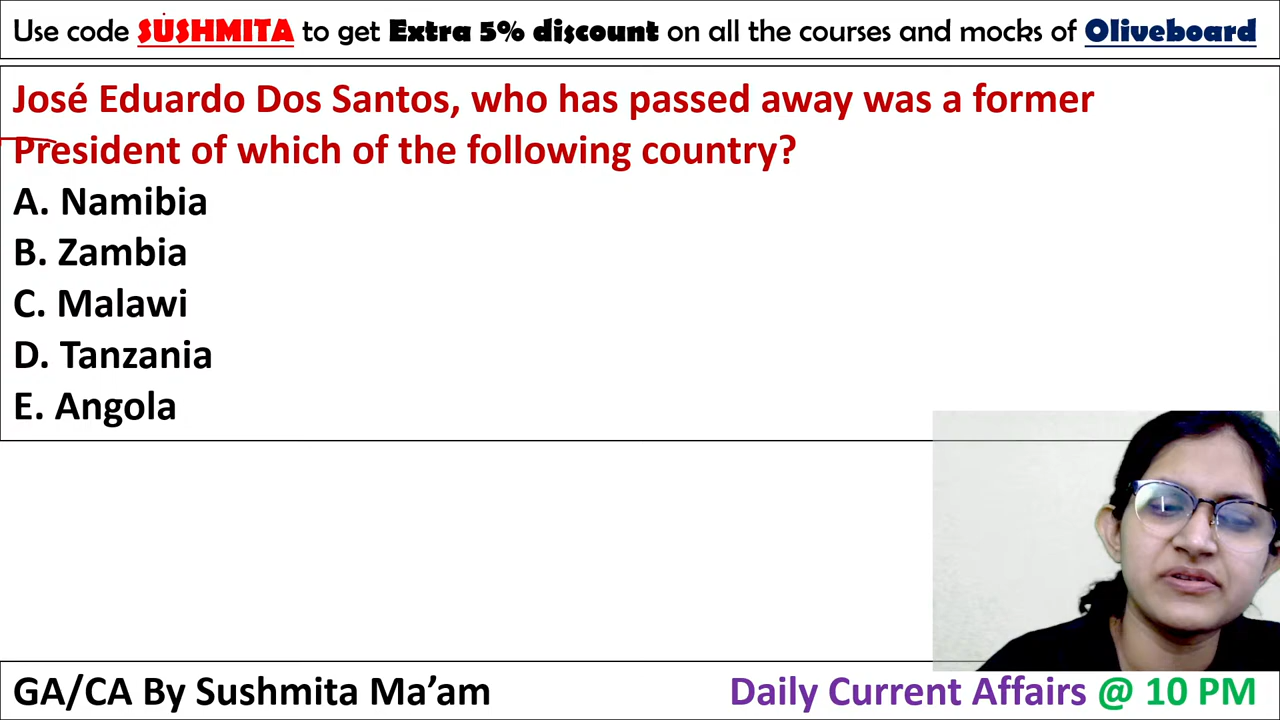 Use code SUSHMITA to get Extra 5% discount on all the courses and mocks of Oliveboard
José Eduardo Dos Santos, who has passed away was a former
President of which of the following country?
A. Namibia
B. Zambia
C. Malawi
D. Tanzania
E. Angola
GA/CA By Sushmita Ma’am
Daily Current Affairs @ 10 PM